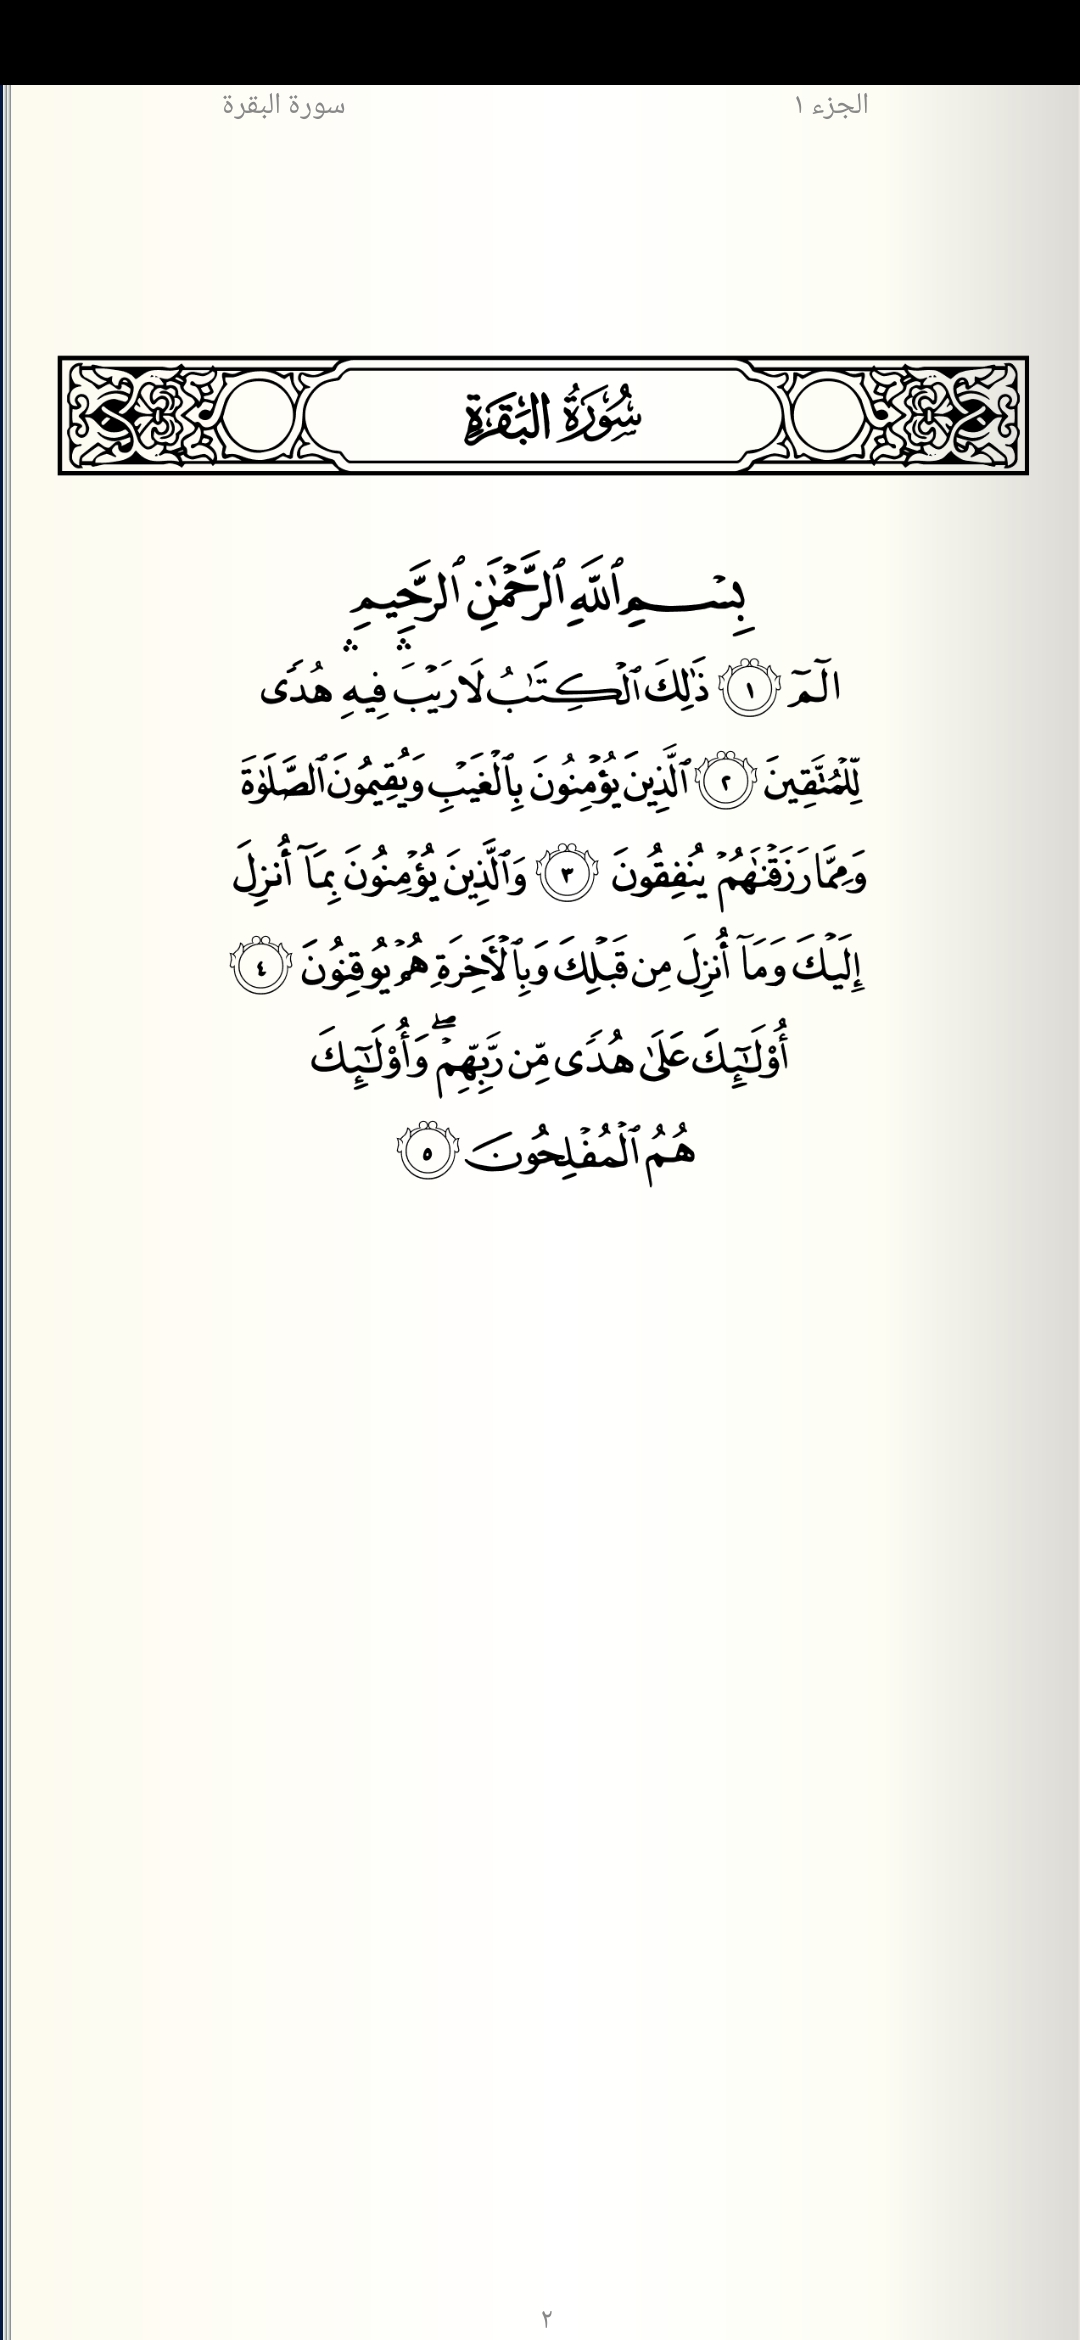 الجزء ١
سورة البقرة
سُورَةُ البَقَرَةِ
بِسْمِ ٱللَّهِ ٱلرَّحْمَٰنِ ٱلرَّحِيمِ
الٓمٓ ١ ذَٰلِكَ ٱلْكِتَٰبُ لَا رَيْبَ ۛ فِيهِ ۛ هُدًى
لِّلْمُتَّقِينَ ٢ ٱلَّذِينَ يُؤْمِنُونَ بِٱلْغَيْبِ وَيُقِيمُونَ ٱلصَّلَوٰةَ
وَمِمَّا رَزَقْنَٰهُمْ يُنفِقُونَ ٣ وَٱلَّذِينَ يُؤْمِنُونَ بِمَآ أُنزِلَ
إِلَيْكَ وَمَآ أُنزِلَ مِن قَبْلِكَ وَبِٱلْأَخِرَةِ هُمْ يُوقِنُونَ ٤
أُو۟لَٰٓئِكَ عَلَىٰ هُدًى مِّن رَّبِّهِمْ ۖ وَأُو۟لَٰٓئِكَ
هُمُ ٱلْمُفْلِحُونَ ٥
٢